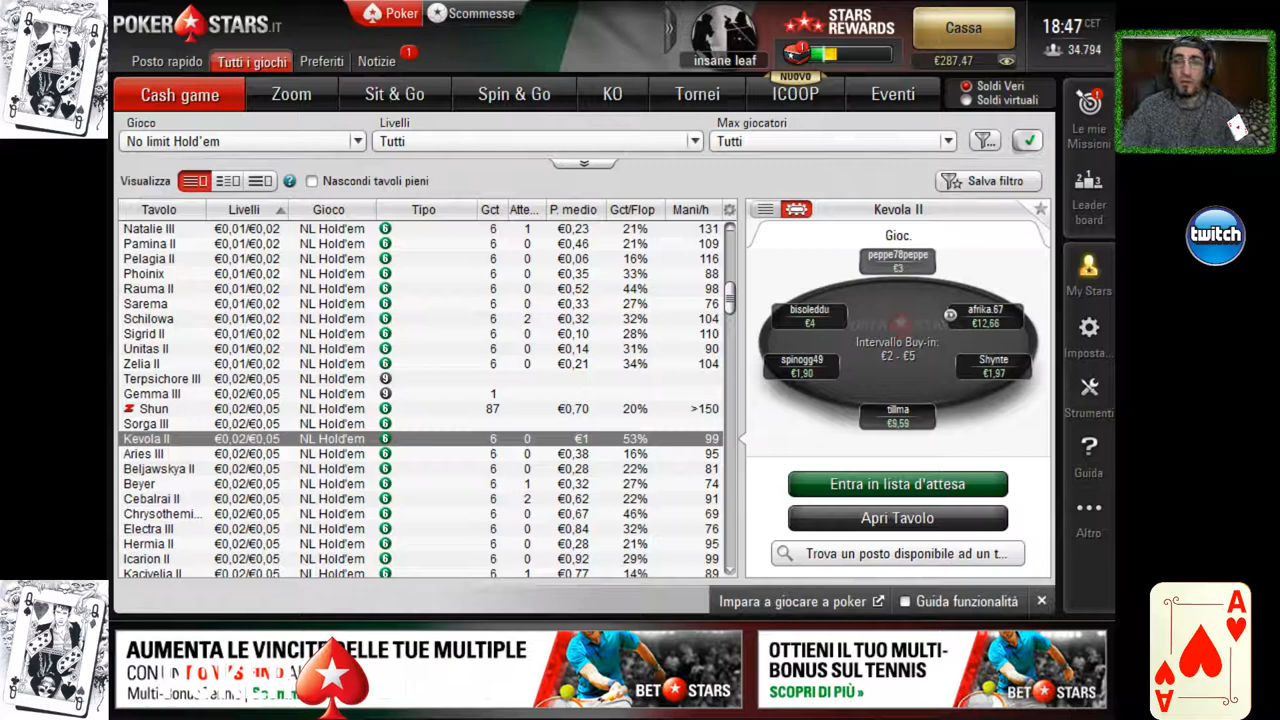 POKER STARS.IT
Poker
Scommesse
Posto rapido
Tutti i giochi
Preferiti
Notizie
1
insane leaf
STARS
REWARDS
Cassa
€287,47
18:47 CET
34.794
Cash game
Zoom
Sit & Go
Spin & Go
KO
Tornei
NUOVO
ICOOP
Eventi
Soldi Veri
Soldi virtuali
Le mie
Missioni
Leader
board
My Stars
Imposta...
Strumenti
Guida
Altro
Gioco
Livelli
Max giocatori
No limit Hold'em
Tutti
Tutti
Visualizza
Nascondi tavoli pieni
Salva filtro
Tavolo Livelli Gioco Tipo Gct Atte... P. medio Gct/Flop Mani/h
Natalie III €0,01/€0,02 NL Hold'em 6 6 1 €0,23 21% 131
Pamina II €0,01/€0,02 NL Hold'em 6 6 0 €0,46 21% 109
Pelagia II €0,01/€0,02 NL Hold'em 6 6 0 €0,06 16% 116
Phoinix €0,01/€0,02 NL Hold'em 6 6 0 €0,35 33% 88
Rauma II €0,01/€0,02 NL Hold'em 6 6 0 €0,52 44% 98
Sarema €0,01/€0,02 NL Hold'em 6 6 0 €0,33 27% 76
Schilowa €0,01/€0,02 NL Hold'em 6 6 2 €0,32 32% 104
Sigrid II €0,01/€0,02 NL Hold'em 6 6 0 €0,10 28% 110
Unitas II €0,01/€0,02 NL Hold'em 6 6 0 €0,14 31% 90
Zelia II €0,01/€0,02 NL Hold'em 6 6 0 €0,21 34% 104
Terpsichore III €0,02/€0,05 NL Hold'em 9
Gemma III €0,02/€0,05 NL Hold'em 9 1
Shun €0,02/€0,05 NL Hold'em 6 87 €0,70 20% >150
Sorga III €0,02/€0,05 NL Hold'em 6
Kevola II €0,02/€0,05 NL Hold'em 6 6 0 €1 53% 99
Aries III €0,02/€0,05 NL Hold'em 6 6 0 €0,38 16% 95
Beljawskya II €0,02/€0,05 NL Hold'em 6 6 0 €0,28 22% 81
Beyer €0,02/€0,05 NL Hold'em 6 6 1 €0,32 27% 74
Cebalrai II €0,02/€0,05 NL Hold'em 6 6 2 €0,62 22% 91
Chrysothemi... €0,02/€0,05 NL Hold'em 6 6 0 €0,67 46% 69
Electra III €0,02/€0,05 NL Hold'em 6 6 0 €0,84 32% 76
Hermia II €0,02/€0,05 NL Hold'em 6 6 0 €0,28 21% 95
Icarion II €0,02/€0,05 NL Hold'em 6 6 0 €0,92 29% 96
Kacivelia II €0,02/€0,05 NL Hold'em 6 6 1 €0,77 14% 89
Kevola II
Gioc.
peppe78peppe
€3
bisoleddu
€4
D
afrika.67
€12,66
Intervallo Buy-in:
€2 - €5
spinogg49
€1,90
Shynte
€1,97
tillma
€9,59
Entra in lista d'attesa
Apri Tavolo
Trova un posto disponibile ad un t...
Impara a giocare a poker
Guida funzionalità
AUMENTA LE VINCITE DELLE TUE MULTIPLE
BET STARS
OTTIENI IL TUO MULTI-
BONUS SUL TENNIS
SCOPRI DI PIÙ »
BET STARS
twitch
A
A